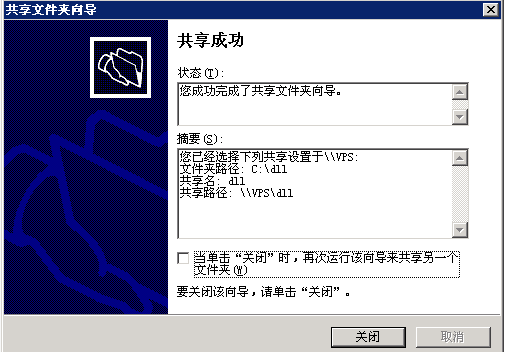 共享文件夹向导
共享成功
状态(T):
您成功完成了共享文件夹向导。
摘要(S):
您已经选择下列共享设置于\\VPS:
文件夹路径: C:\dll
共享名: dll
共享路径: \\VPS\dll
当单击“关闭”时，再次运行该向导来共享另一个
文件夹(W)
要关闭该向导，请单击“关闭”。
关闭
取消